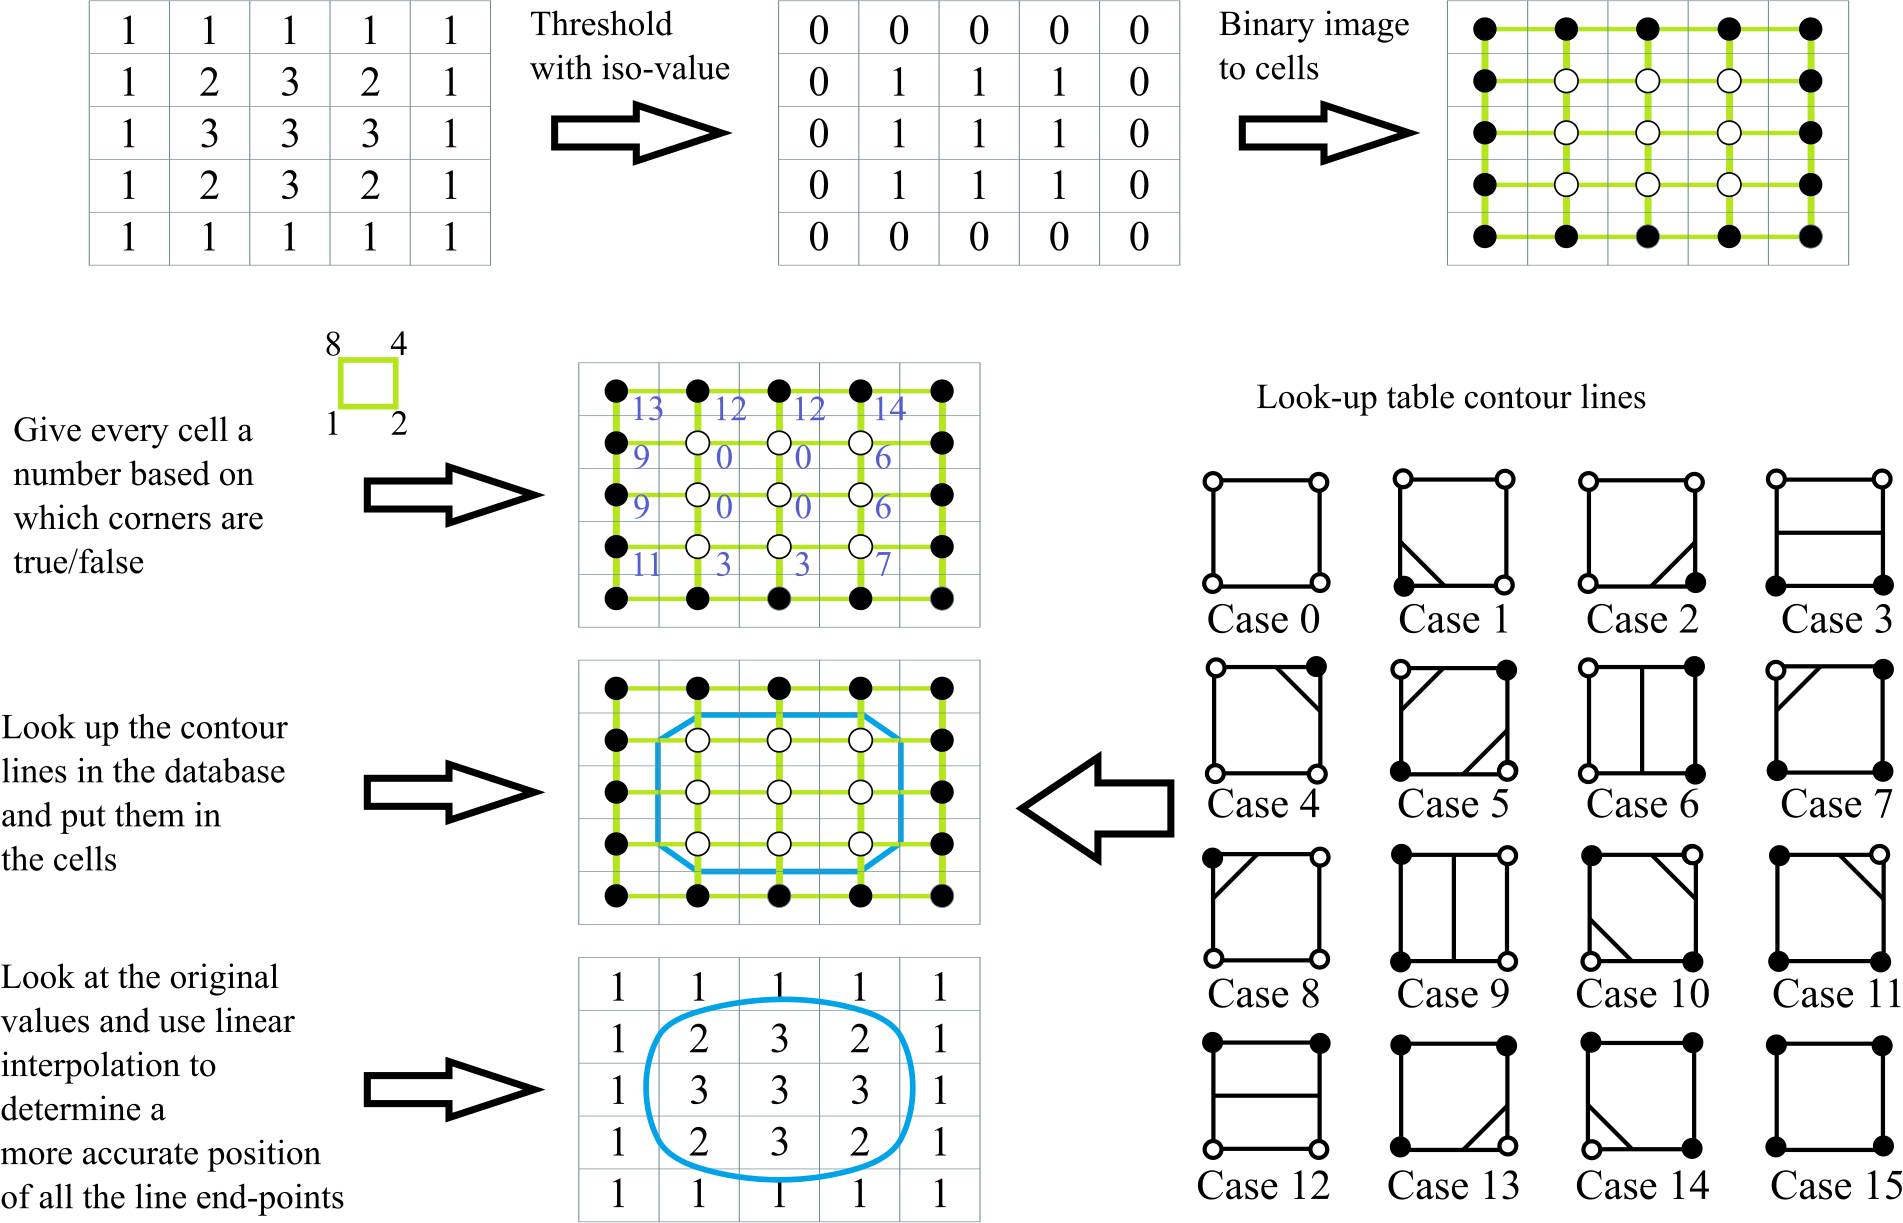 1 1 1 1 1
1 2 3 2 1
1 3 3 3 1
1 2 3 2 1
1 1 1 1 1
Threshold
with iso-value
0 0 0 0 0
0 1 1 1 0
0 1 1 1 0
0 1 1 1 0
0 0 0 0 0
Binary image
to cells
8 4
1 2
Give every cell a
number based on
which corners are
true/false
13 12 12 14
9 0 0 6
9 0 0 6
11 3 3 7
Look-up table contour lines
Case 0 Case 1 Case 2 Case 3
Case 4 Case 5 Case 6 Case 7
Case 8 Case 9 Case 10 Case 11
Case 12 Case 13 Case 14 Case 15
Look up the contour
lines in the database
and put them in
the cells
Look at the original
values and use linear
interpolation to
determine a
more accurate position
of all the line end-points
1 1 1 1 1
1 2 3 2 1
1 3 3 3 1
1 2 3 2 1
1 1 1 1 1